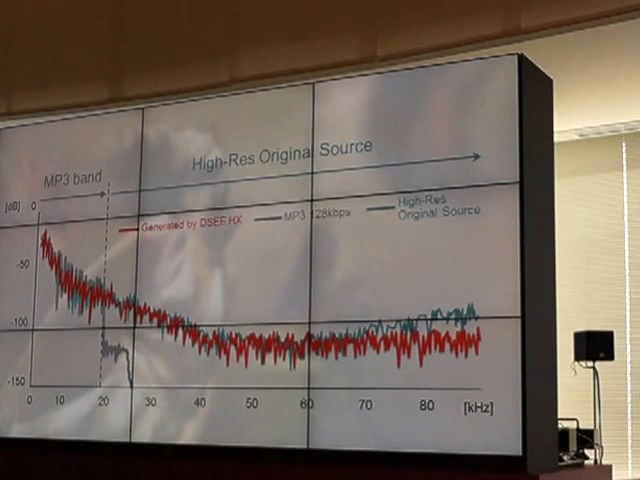 High-Res Original Source
MP3 band
[dB] 0
Generated by DSEE HX
MP3 128kbps
High-Res
Original Source
-50
-100
-150
0 10 20 30 40 50 60 70 80 [kHz]